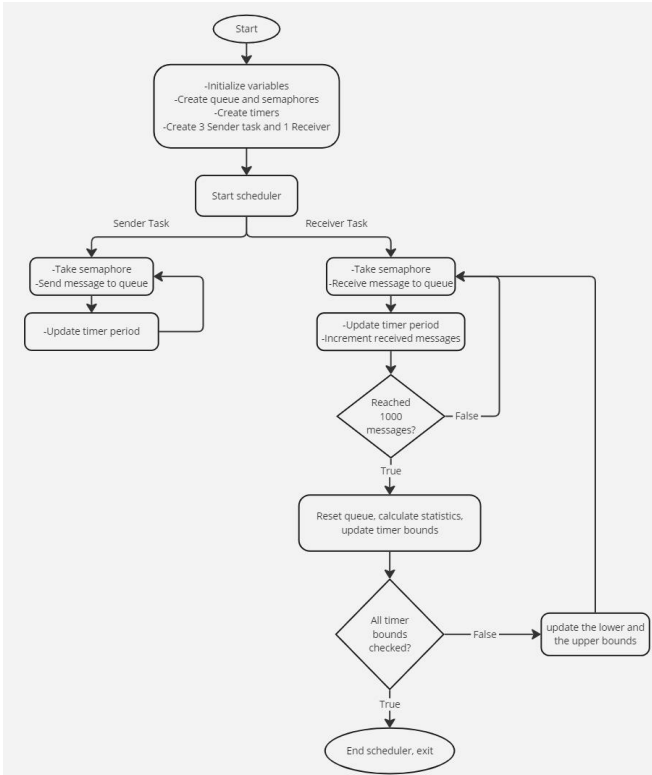 Start
-Initialize variables
-Create queue and semaphores
-Create timers
-Create 3 Sender task and 1 Receiver
Start scheduler
Sender Task
Receiver Task
-Take semaphore
-Send message to queue
-Update timer period
-Take semaphore
-Receive message to queue
-Update timer period
-Increment received messages
Reached
1000
messages?
False
True
Reset queue, calculate statistics,
update timer bounds
All timer
bounds
checked?
False
update the lower and
the upper bounds
True
End scheduler, exit